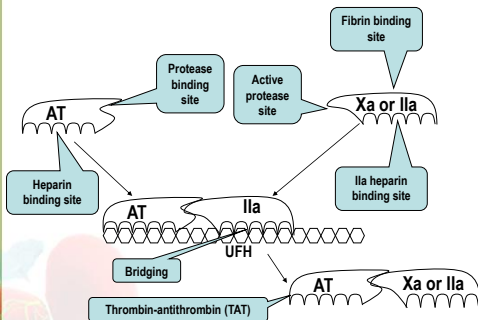 Fibrin binding
site
Protease
binding
site
Active
protease
site
AT
Xa or IIa
Heparin
binding site
IIa heparin
binding site
AT
IIa
UFH
Bridging
AT
Xa or IIa
Thrombin-antithrombin (TAT)